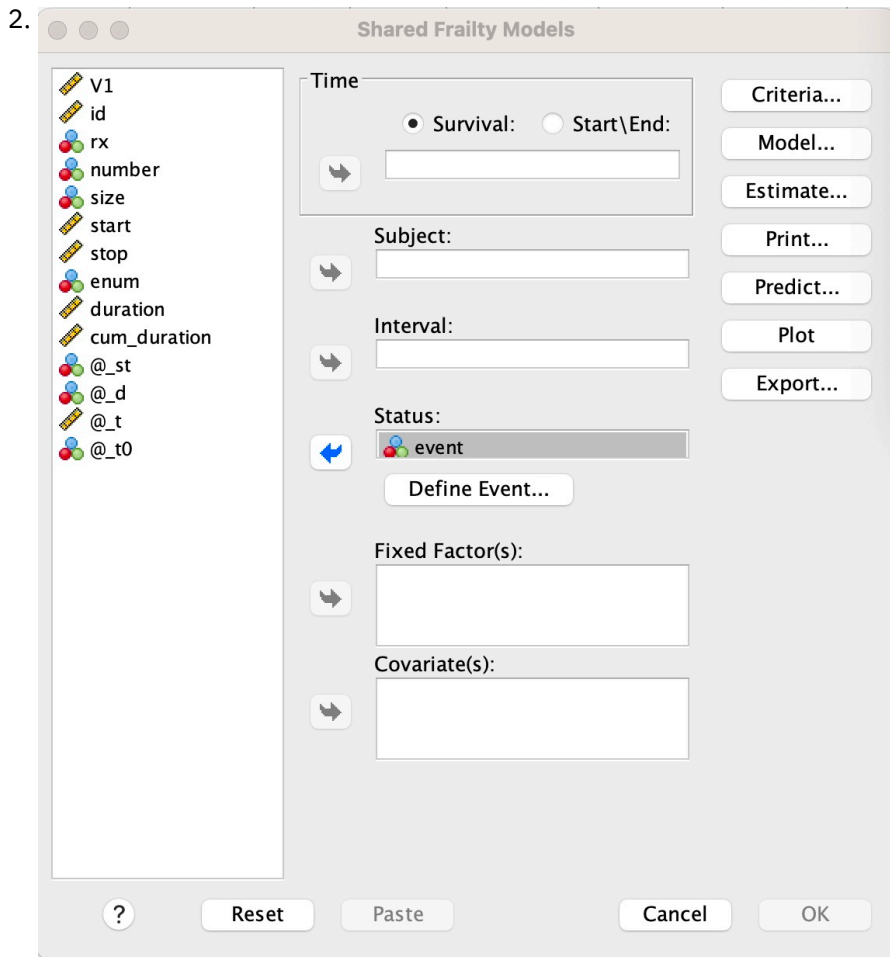 2.
Shared Frailty Models
V1
id
rx
number
size
start
stop
enum
duration
cum_duration
@_st
@_d
@_t
@_t0
Time
Survival:
Start\End:
Subject:
Interval:
Status:
event
Define Event...
Fixed Factor(s):
Covariate(s):
Criteria...
Model...
Estimate...
Print...
Predict...
Plot
Export...
?
Reset
Paste
Cancel
OK